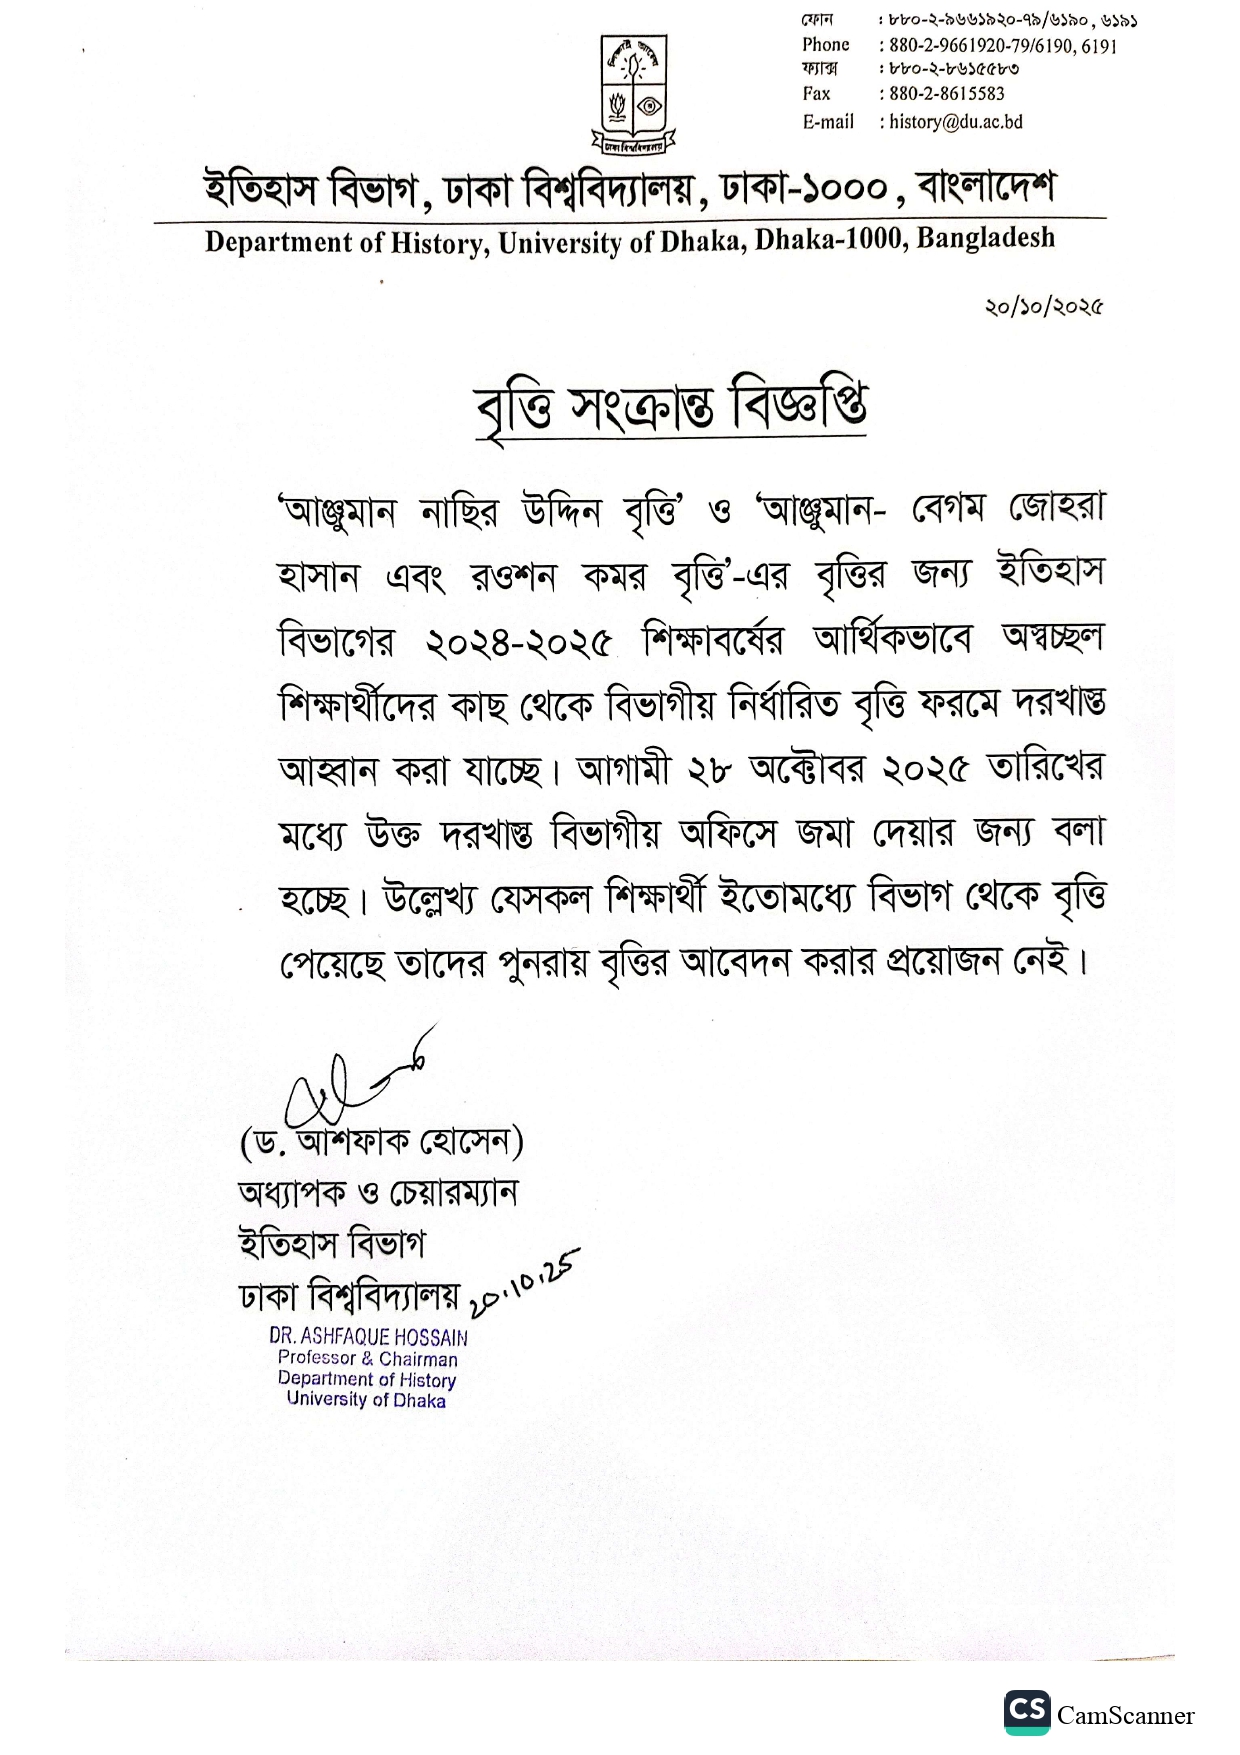 ফোন : ৮৮০-২-৯৬৬১৯২০-৭৯/৬১৯০, ৬১৯১
Phone : 880-2-9661920-79/6190, 6191
ফ্যাক্স : ৮৮০-২-৮৬১৫৫৮৩
Fax : 880-2-8615583
E-mail : history@du.ac.bd
শিক্ষাই আলো
ঢাকা বিশ্ববিদ্যালয়
ইতিহাস বিভাগ, ঢাকা বিশ্ববিদ্যালয়, ঢাকা-১০০০, বাংলাদেশ
Department of History, University of Dhaka, Dhaka-1000, Bangladesh
২০/১০/২০২৫
বৃত্তি সংক্রান্ত বিজ্ঞপ্তি
‘আঞ্জুমান নাছির উদ্দিন বৃত্তি’ ও ‘আঞ্জুমান- বেগম জোহরা
হাসান এবং রওশন কমর বৃত্তি’-এর বৃত্তির জন্য ইতিহাস
বিভাগের ২০২৪-২০২৫ শিক্ষাবর্ষের আর্থিকভাবে অস্বচ্ছল
শিক্ষার্থীদের কাছ থেকে বিভাগীয় নির্ধারিত বৃত্তি ফরমে দরখাস্ত
আহ্বান করা যাচ্ছে। আগামী ২৮ অক্টোবর ২০২৫ তারিখের
মধ্যে উক্ত দরখাস্ত বিভাগীয় অফিসে জমা দেয়ার জন্য বলা
হচ্ছে। উল্লেখ্য যেসকল শিক্ষার্থী ইতোমধ্যে বিভাগ থেকে বৃত্তি
পেয়েছে তাদের পুনরায় বৃত্তির আবেদন করার প্রয়োজন নেই।
(ড. আশফাক হোসেন)
অধ্যাপক ও চেয়ারম্যান
ইতিহাস বিভাগ
ঢাকা বিশ্ববিদ্যালয় 20.10.25
DR. ASHFAQUE HOSSAIN
Professor & Chairman
Department of History
University of Dhaka
CS CamScanner